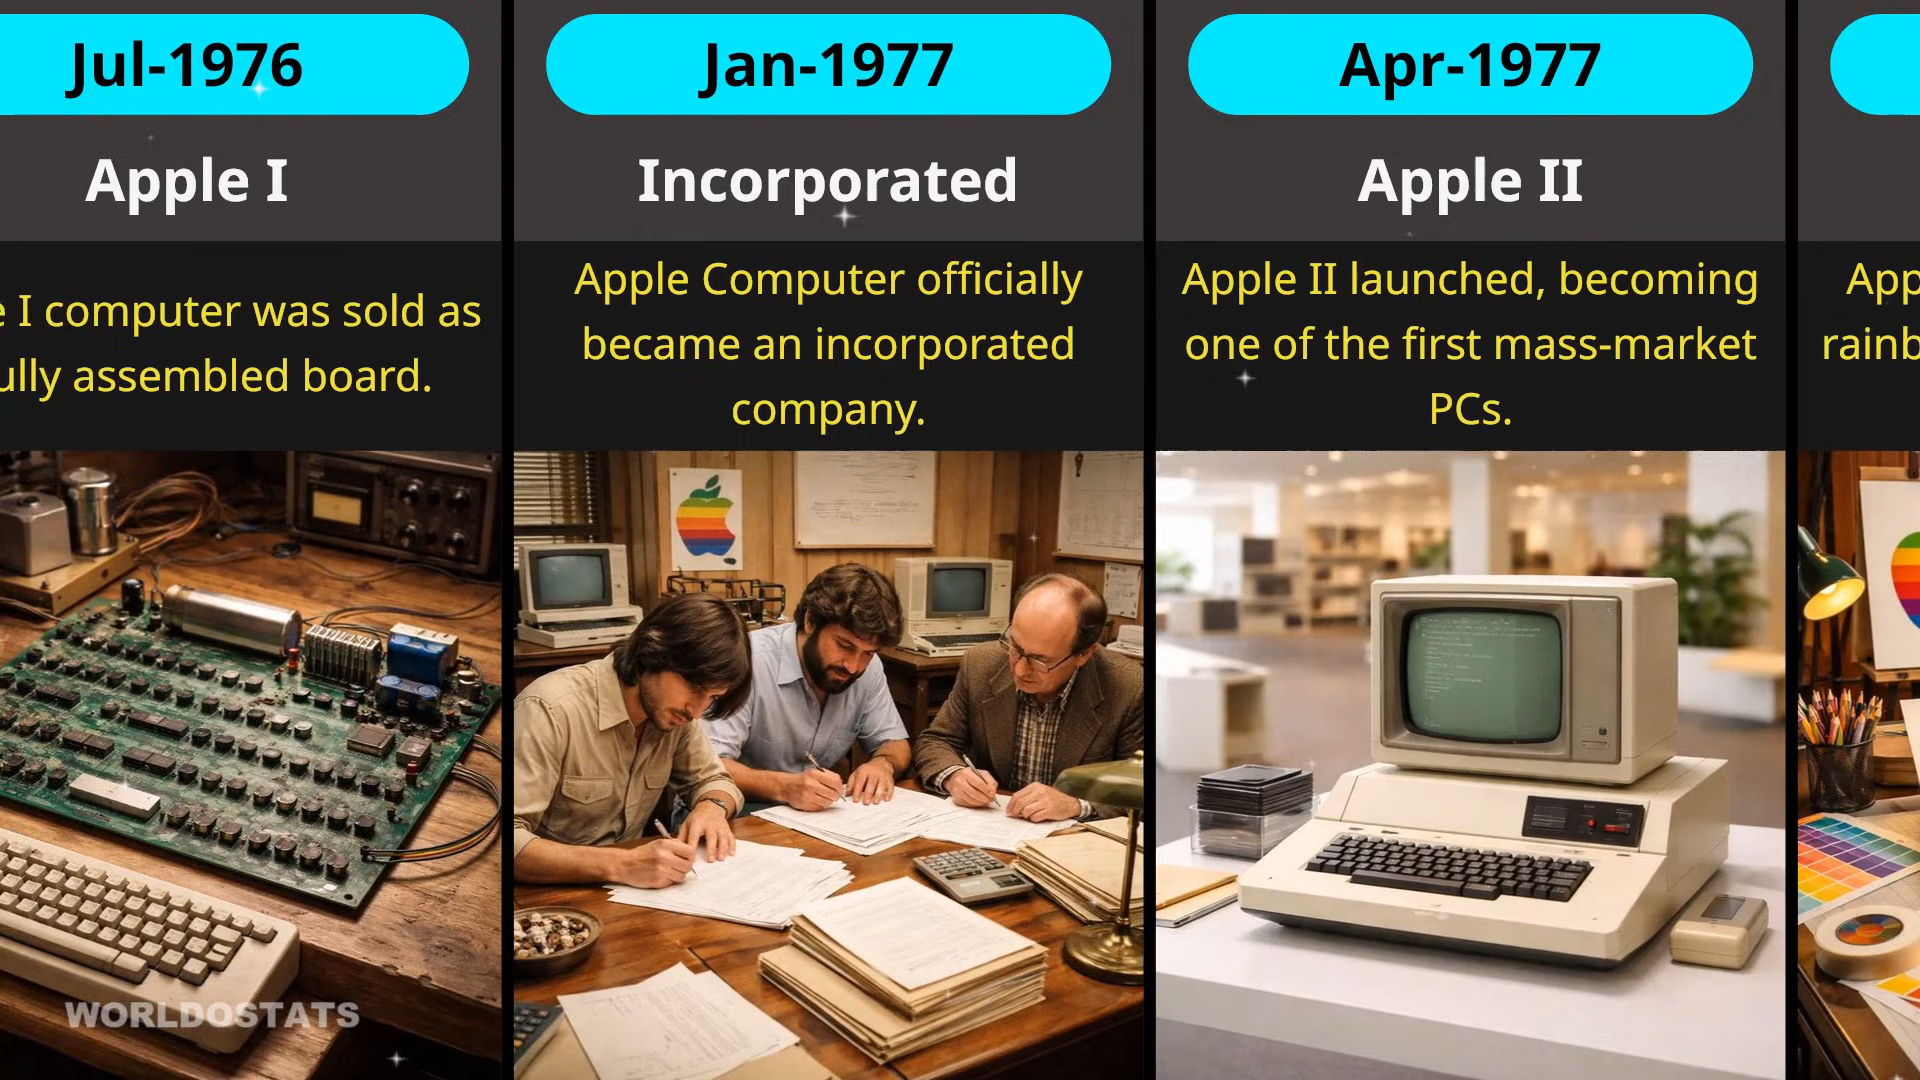 Jul-1976
Apple I
e I computer was sold as
ully assembled board.
Jan-1977
Incorporated
Apple Computer officially
became an incorporated
company.
Apr-1977
Apple II
Apple II launched, becoming
one of the first mass-market
PCs.
App
rainb
WORLDOSTATS